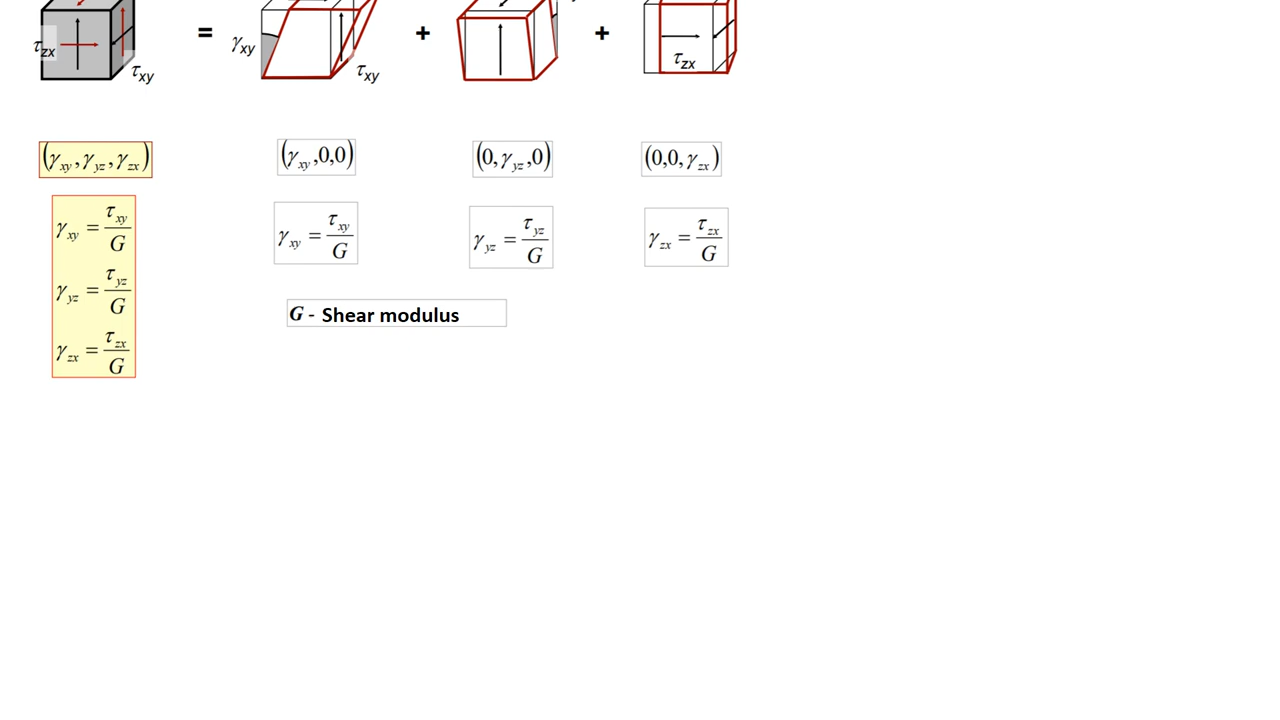 τzx = γxy + + τzx
τxy τxy
(γxy, γyz, γzx) (γxy,0,0) (0,γyz,0) (0,0,γzx)
γxy = τxy/G γxy = τxy/G γyz = τyz/G γzx = τzx/G
γyz = τyz/G
G - Shear modulus
γzx = τzx/G